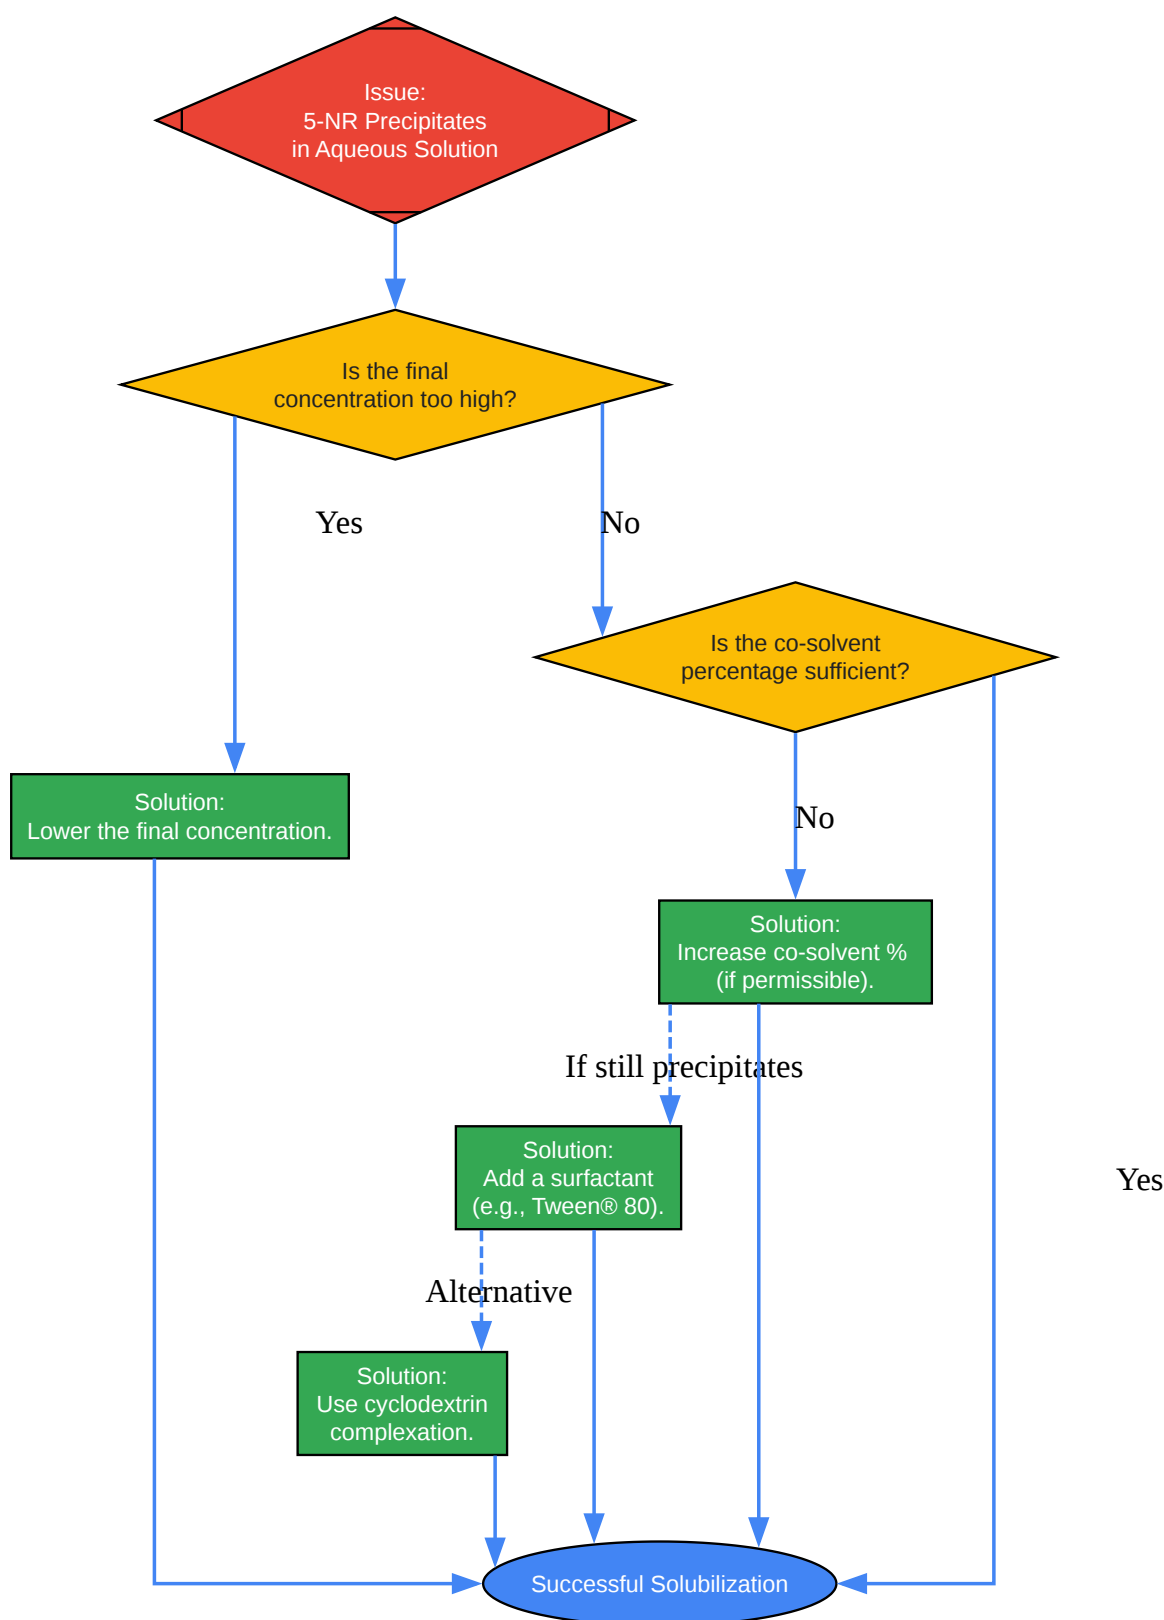 Issue:
5-NR Precipitates
in Aqueous Solution
Is the final
concentration too high?
Yes
No
Is the co-solvent
percentage sufficient?
Solution:
Lower the final concentration.
No
Solution:
Increase co-solvent %
(if permissible).
If still precipitates
Solution:
Add a surfactant
(e.g., Tween® 80).
Yes
Alternative
Solution:
Use cyclodextrin
complexation.
Successful Solubilization